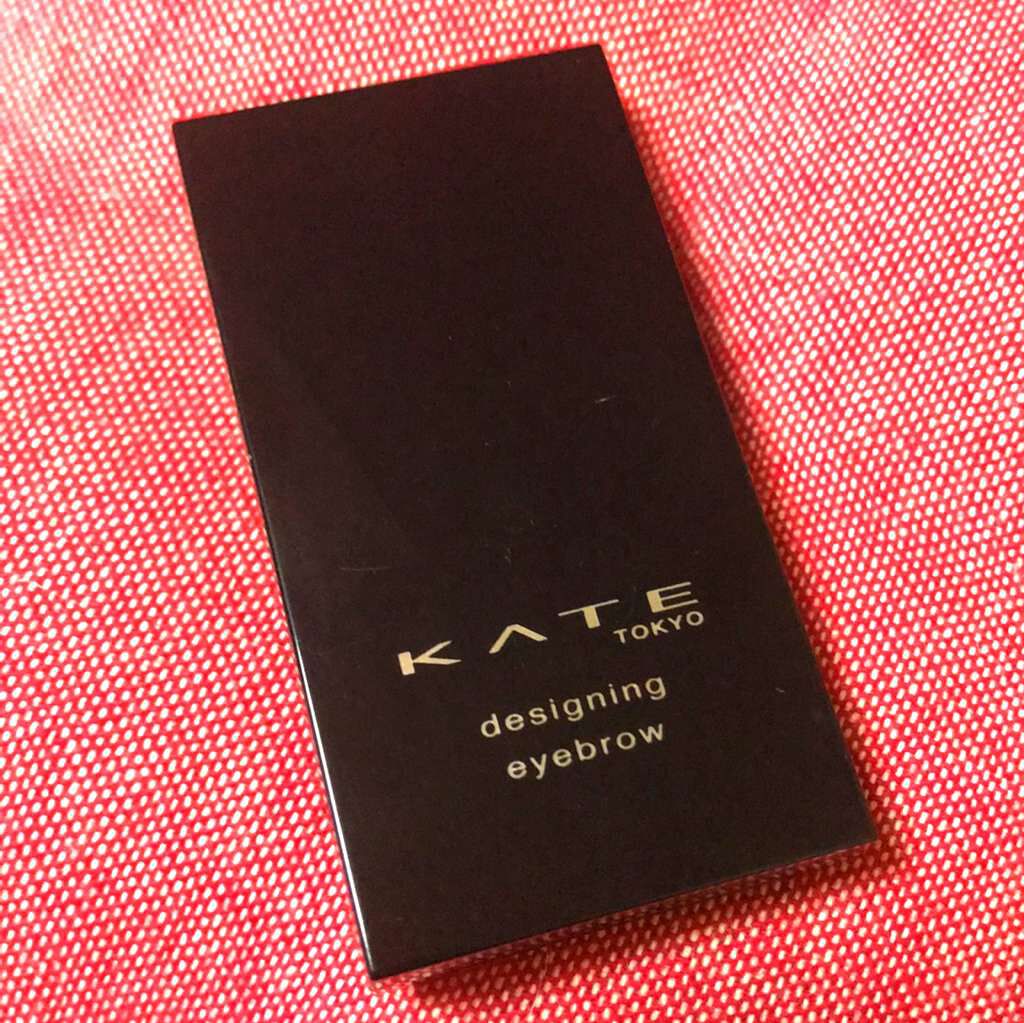 KATE
TOKYO
designing
eyebrow